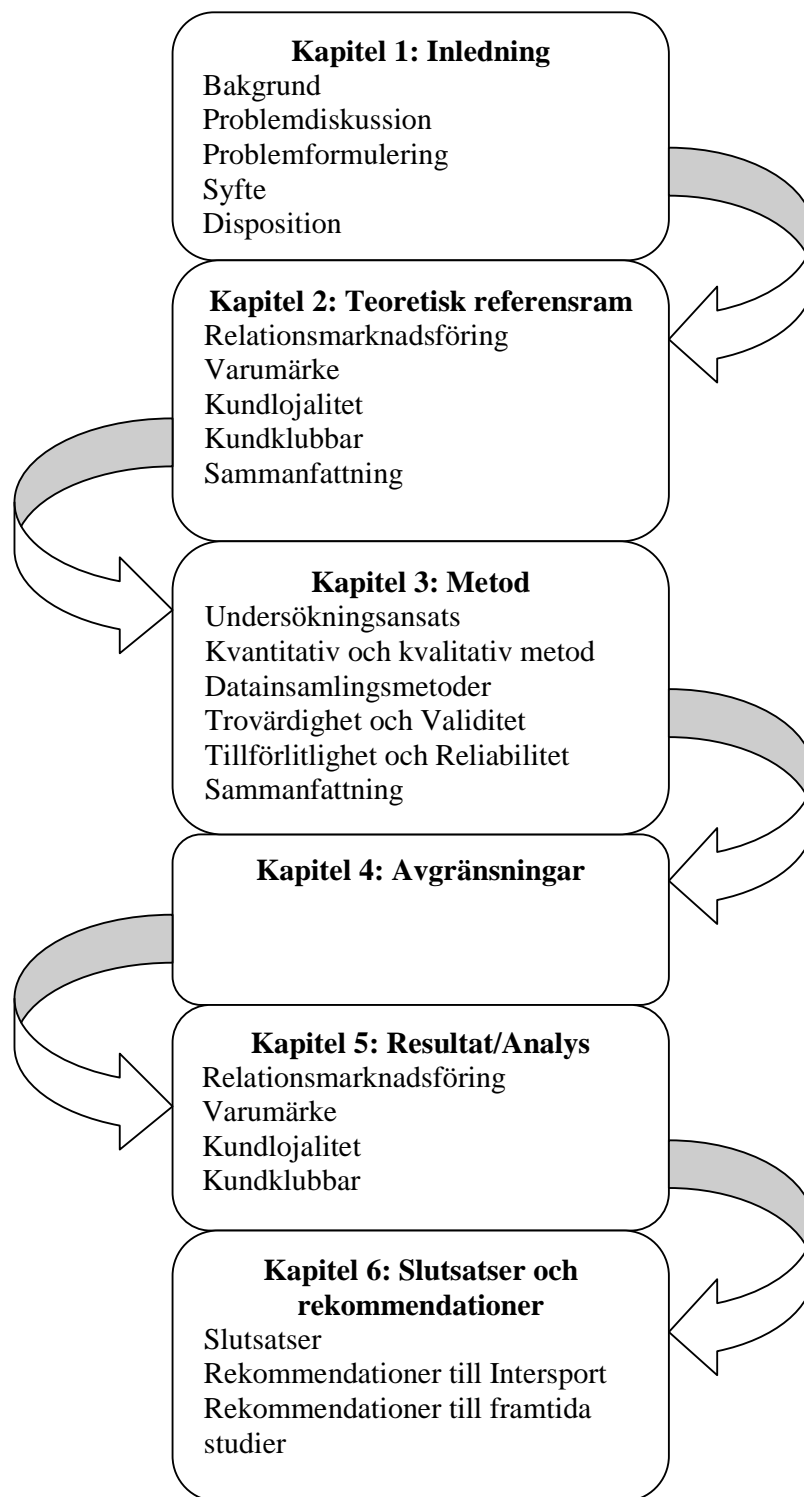 Kapitel 1: Inledning
Bakgrund
Problemdiskussion
Problemformulering
Syfte
Disposition
Kapitel 2: Teoretisk referensram
Relationsmarknadsföring
Varumärke
Kundlojalitet
Kundklubbar
Sammanfattning
Kapitel 3: Metod
Undersökningsansats
Kvantitativ och kvalitativ metod
Datainsamlingsmetoder
Trovärdighet och Validitet
Tillförlitlighet och Reliabilitet
Sammanfattning
Kapitel 4: Avgränsningar
Kapitel 5: Resultat/Analys
Relationsmarknadsföring
Varumärke
Kundlojalitet
Kundklubbar
Kapitel 6: Slutsatser och
rekommendationer
Slutsatser
Rekommendationer till Intersport
Rekommendationer till framtida
studier